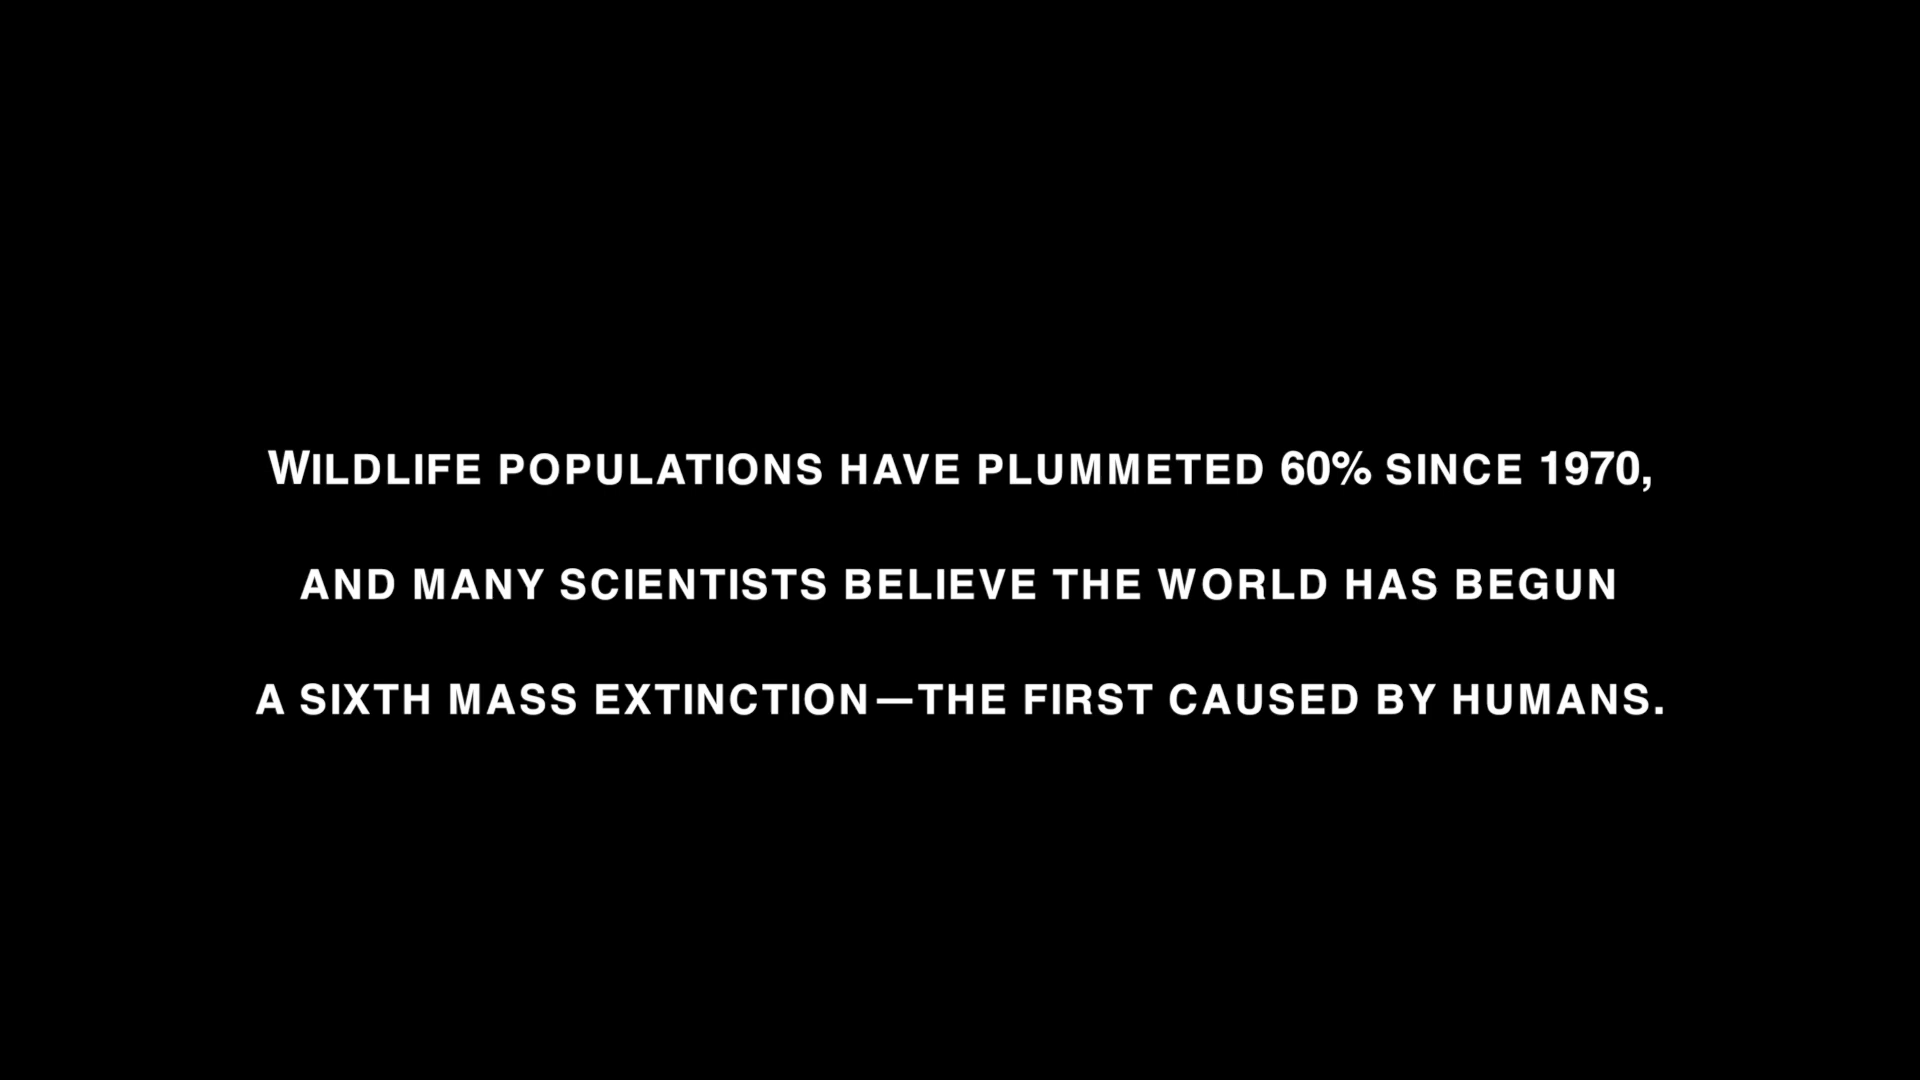 WILDLIFE POPULATIONS HAVE PLUMMETED 60% SINCE 1970,
AND MANY SCIENTISTS BELIEVE THE WORLD HAS BEGUN
A SIXTH MASS EXTINCTION—THE FIRST CAUSED BY HUMANS.